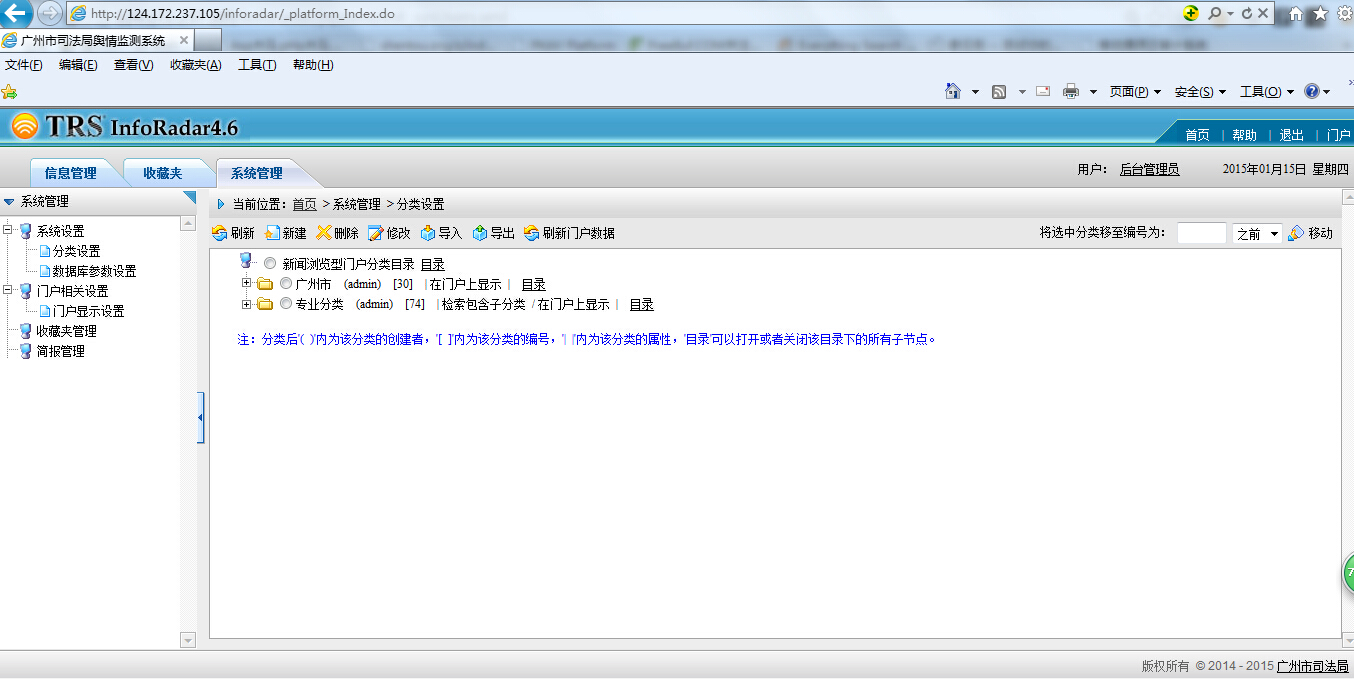 http://124.172.237.105/inforadar/_platform_Index.do
广州市司法局舆情监测系统
文件(F) 编辑(E) 查看(V) 收藏夹(A) 工具(T) 帮助(H)
页面(P) 安全(S) 工具(O)
TRS InfoRadar4.6
首页 | 帮助 | 退出 | 门户
信息管理 收藏夹 系统管理
用户: 后台管理员 2015年01月15日 星期四
系统管理
当前位置: 首页 >系统管理 >分类设置
系统设置
分类设置
数据库参数设置
门户相关设置
门户显示设置
收藏夹管理
简报管理
刷新 新建 删除 修改 导入 导出 刷新门户数据
将选中分类移至编号为: 之前 移动
新闻浏览型门户分类目录 目录
广州市 (admin) [30] |在门户上显示 | 目录
专业分类 (admin) [74] |检索包含子分类 /在门户上显示 | 目录
注:分类后'( )'内为该分类的创建者,'[ ]'内为该分类的编号,'| |'内为该分类的属性,'目录'可以打开或者关闭该目录下的所有子节点。
7
版权所有 © 2014 - 2015 广州市司法局